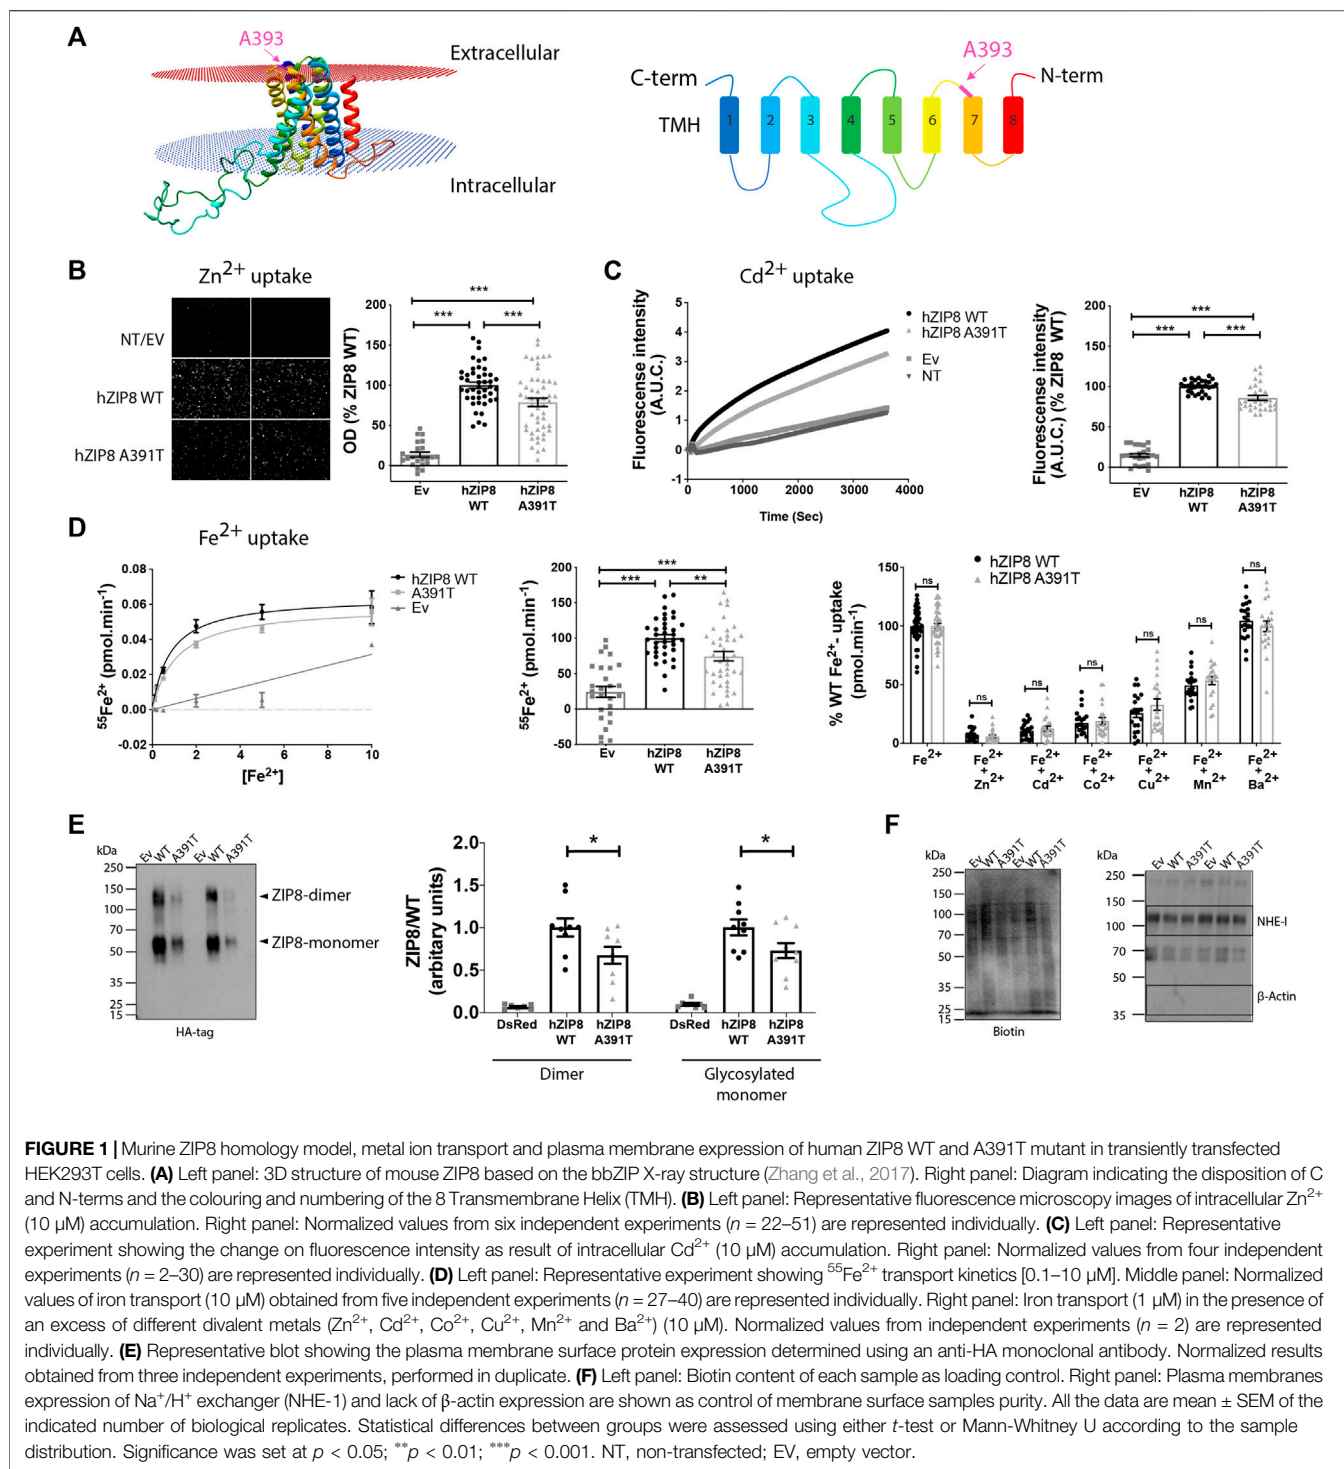 A
A393
Extracellular
Intracellular
A393
C-term
N-term
TMH
1 2 3 4 5 6 7 8
B
Zn2+ uptake
NT/EV
hZIP8 WT
hZIP8 A391T
OD (% ZIP8 WT)
200
150
100
50
0
***
*** ***
Ev
hZIP8 WT
hZIP8 A391T
C
Cd2+ uptake
Fluorescense intensity (A.U.C.)
5
4
3
2
1
0
-1
0 1000 2000 3000 4000
Time (Sec)
hZIP8 WT
hZIP8 A391T
Ev
NT
Fluorescense intensity (A.U.C.) (% ZIP8 WT)
200
150
100
50
0
***
*** ***
EV
hZIP8 WT
hZIP8 A391T
D
Fe2+ uptake
55Fe2+ (pmol.min-1)
0.08
0.06
0.04
0.02
0.00
-0.02
0 2 4 6 8 10
[Fe2+]
hZIP8 WT
A391T
Ev
55Fe2+ (pmol.min-1)
200
150
100
50
0
-50
***
*** **
Ev
hZIP8 WT
hZIP8 A391T
% WT Fe2+-uptake (pmol.min-1)
150
100
50
0
hZIP8 WT
hZIP8 A391T
ns ns ns ns ns ns ns
Fe2+
Fe2+ + Zn2+
Fe2+ + Cd2+
Fe2+ + Co2+
Fe2+ + Cu2+
Fe2+ + Mn2+
Fe2+ + Ba2+
E
kDa
Ev WT A391T Ev WT A391T
250
150
100
70
50
35
25
15
ZIP8-dimer
ZIP8-monomer
HA-tag
ZIP8/WT (arbitary units)
2.0
1.5
1.0
0.5
0.0
* *
DsRed hZIP8 WT hZIP8 A391T
DsRed hZIP8 WT hZIP8 A391T
Dimer
Glycosylated monomer
F
kDa
Ev WT A391T Ev WT A391T
250
150
100
70
50
35
25
15
Biotin
kDa
Ev WT A391T Ev WT A391T
250
150
100
70
50
35
NHE-I
β-Actin
FIGURE 1 | Murine ZIP8 homology model, metal ion transport and plasma membrane expression of human ZIP8 WT and A391T mutant in transiently transfected
HEK293T cells. (A) Left panel: 3D structure of mouse ZIP8 based on the bbZIP X-ray structure (Zhang et al., 2017). Right panel: Diagram indicating the disposition of C
and N-terms and the colouring and numbering of the 8 Transmembrane Helix (TMH). (B) Left panel: Representative fluorescence microscopy images of intracellular Zn2+
(10 µM) accumulation. Right panel: Normalized values from six independent experiments (n = 22–51) are represented individually. (C) Left panel: Representative
experiment showing the change on fluorescence intensity as result of intracellular Cd2+ (10 µM) accumulation. Right panel: Normalized values from four independent
experiments (n = 2–30) are represented individually. (D) Left panel: Representative experiment showing 55Fe2+ transport kinetics [0.1–10 µM]. Middle panel: Normalized
values of iron transport (10 µM) obtained from five independent experiments (n = 27–40) are represented individually. Right panel: Iron transport (1 µM) in the presence of
an excess of different divalent metals (Zn2+, Cd2+, Co2+, Cu2+, Mn2+ and Ba2+) (10 µM). Normalized values from independent experiments (n = 2) are represented
individually. (E) Representative blot showing the plasma membrane surface protein expression determined using an anti-HA monoclonal antibody. Normalized results
obtained from three independent experiments, performed in duplicate. (F) Left panel: Biotin content of each sample as loading control. Right panel: Plasma membranes
expression of Na+/H+ exchanger (NHE-1) and lack of β-actin expression are shown as control of membrane surface samples purity. All the data are mean ± SEM of the
indicated number of biological replicates. Statistical differences between groups were assessed using either t-test or Mann-Whitney U according to the sample
distribution. Significance was set at p < 0.05; **p < 0.01; ***p < 0.001. NT, non-transfected; EV, empty vector.